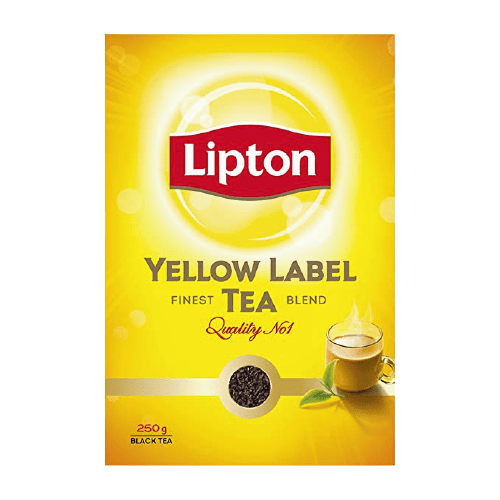 Lipton
YELLOW LABEL
FINEST TEA BLEND
Quality No1
250g
BLACK TEA